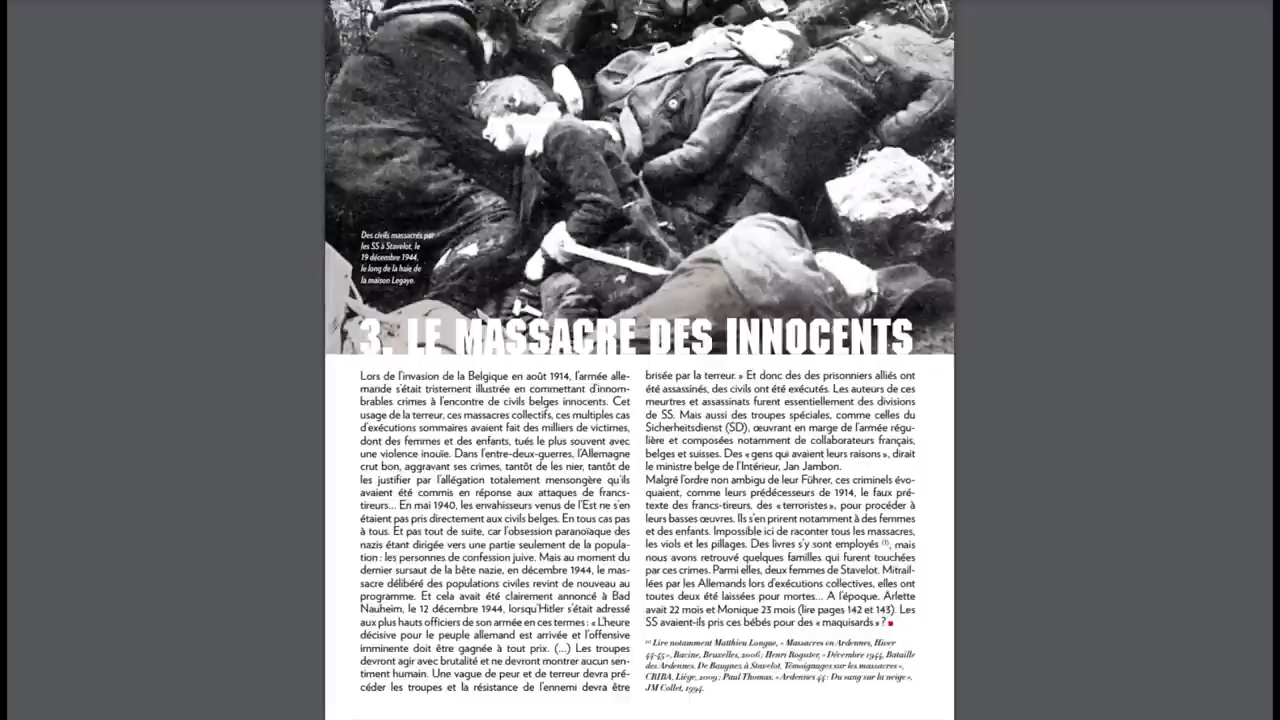 Des civils massacrés par
les SS à Stavelot, le
19 décembre 1944,
le long de la haie de
la maison Legaye.
3. LE MASSACRE DES INNOCENTS
Lors de l'invasion de la Belgique en août 1914, l'armée alle-
mande s'était tristement illustrée en commettant d'innom-
brables crimes à l'encontre de civils belges innocents. Cet
usage de la terreur, ces massacres collectifs, ces multiples cas
d'exécutions sommaires avaient fait des milliers de victimes,
dont des femmes et des enfants, tués le plus souvent avec
une violence inouïe. Dans l'entre-deux-guerres, l'Allemagne
crut bon, aggravant ses crimes, tantôt de les nier, tantôt de
les justifier par l'allégation totalement mensongère qu'ils
avaient été commis en réponse aux attaques de francs-
tireurs... En mai 1940, les envahisseurs venus de l'Est ne s'en
étaient pas pris directement aux civils belges. En tous cas pas
à tous. Et pas tout de suite, car l'obsession paranoïaque des
nazis étant dirigée vers une partie seulement de la popula-
tion : les personnes de confession juive. Mais au moment du
dernier sursaut de la bête nazie, en décembre 1944, le mas-
sacre délibéré des populations civiles revint de nouveau au
programme. Et cela avait été clairement annoncé à Bad
Nauheim, le 12 décembre 1944, lorsqu'Hitler s'était adressé
aux plus hauts officiers de son armée en ces termes : « L'heure
décisive pour le peuple allemand est arrivée et l'offensive
imminente doit être gagnée à tout prix. (...) Les troupes
devront agir avec brutalité et ne devront montrer aucun sen-
timent humain. Une vague de peur et de terreur devra pré-
céder les troupes et la résistance de l'ennemi devra être
brisée par la terreur. » Et donc des des prisonniers alliés ont
été assassinés, des civils ont été exécutés. Les auteurs de ces
meurtres et assassinats furent essentiellement des divisions
de SS. Mais aussi des troupes spéciales, comme celles du
Sicherheitsdienst (SD), œuvrant en marge de l'armée régu-
lière et composées notamment de collaborateurs français,
belges et suisses. Des « gens qui avaient leurs raisons », dirait
le ministre belge de l'Intérieur, Jan Jambon.
Malgré l'ordre non ambigu de leur Führer, ces criminels évo-
quaient, comme leurs prédécesseurs de 1914, le faux pré-
texte des francs-tireurs, des « terroristes », pour procéder à
leurs basses œuvres. Ils s'en prirent notamment à des femmes
et des enfants. Impossible ici de raconter tous les massacres,
les viols et les pillages. Des livres s'y sont employés (1), mais
nous avons retrouvé quelques familles qui furent touchées
par ces crimes. Parmi elles, deux femmes de Stavelot. Mitrail-
lées par les Allemands lors d'exécutions collectives, elles ont
toutes deux été laissées pour mortes... A l'époque, Arlette
avait 22 mois et Monique 23 mois (lire pages 142 et 143). Les
SS avaient-ils pris ces bébés pour des « maquisards » ?
(1) Lire notamment Matthieu Longue, « Massacres en Ardennes, Hiver
44-45 », Racine, Bruxelles, 2006 ; Henri Rogister, « Décembre 1944, Bataille
des Ardennes. De Baugnez à Stavelot, Témoignages sur les massacres »,
CRIBA, Liège, 2009 ; Paul Thomas, « Ardennes 44 : Du sang sur la neige »,
JM Collet, 1994.